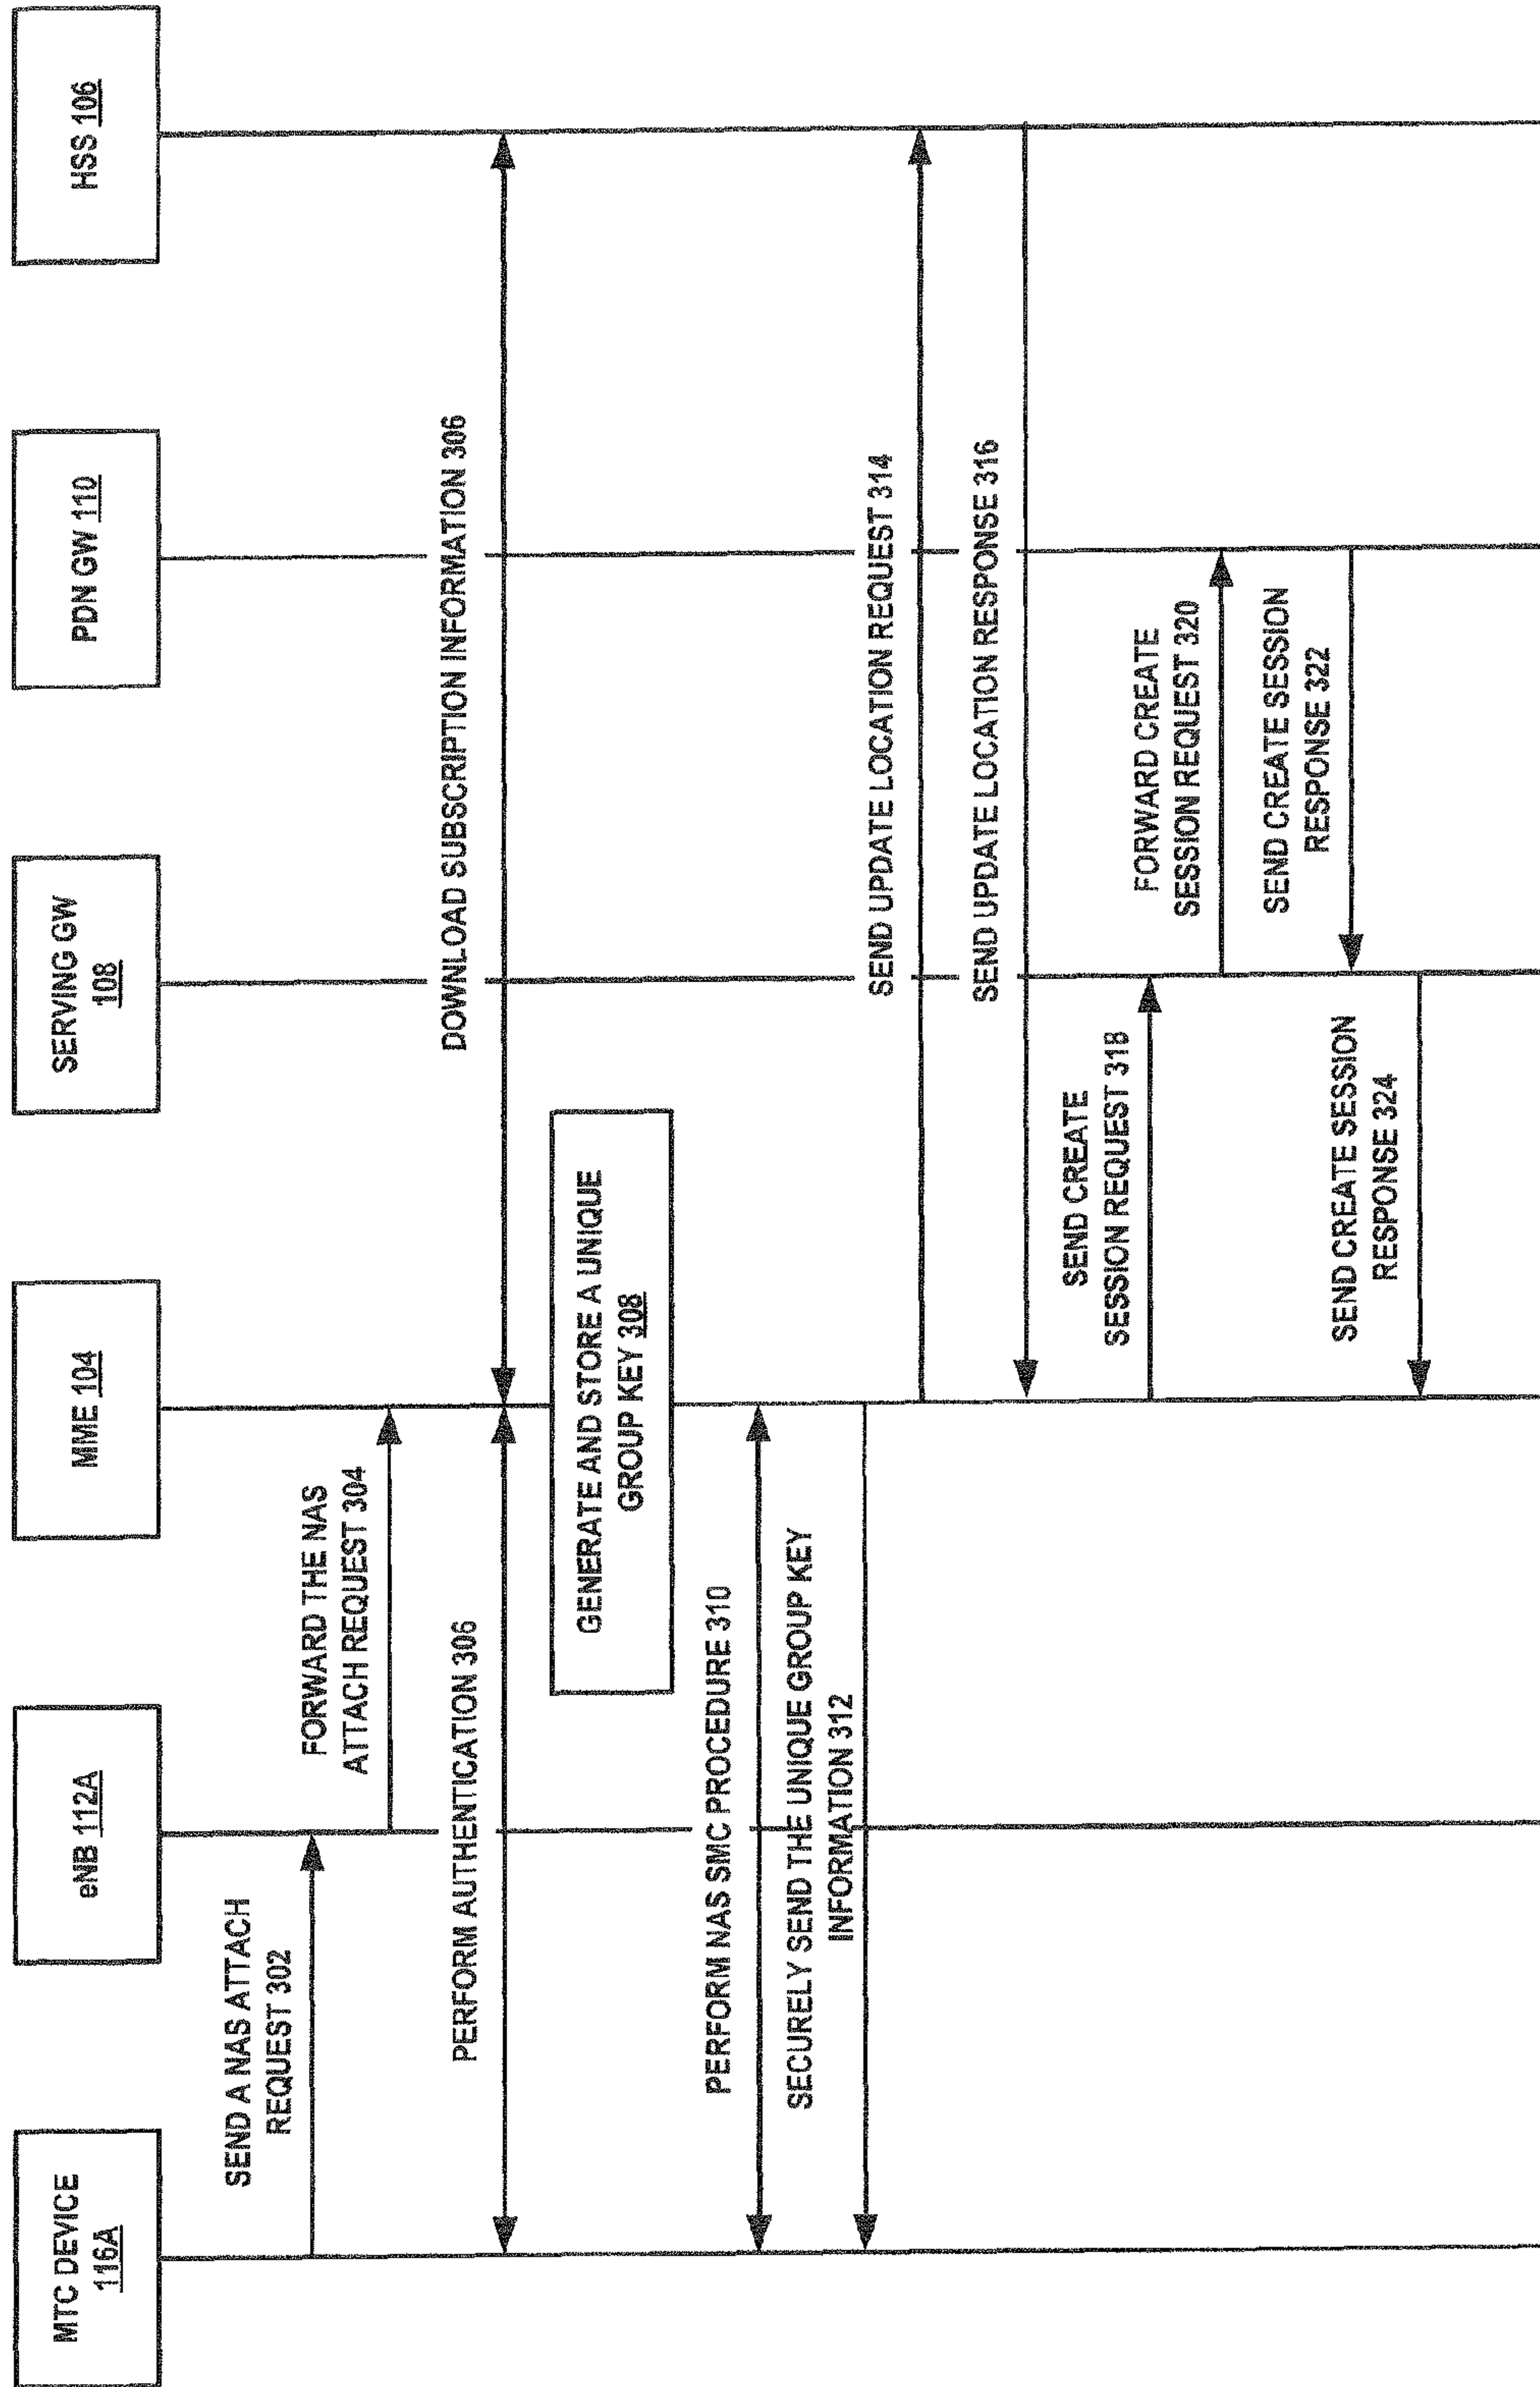 MTC DEVICE
116A
eNB 112A
MME 104
SERVING GW
108
PDN GW 110
HSS 106
SEND A NAS ATTACH
REQUEST 302
FORWARD THE NAS
ATTACH REQUEST 304
PERFORM AUTHENTICATION 306
DOWNLOAD SUBSCRIPTION INFORMATION 306
GENERATE AND STORE A UNIQUE
GROUP KEY 308
PERFORM NAS SMC PROCEDURE 310
SECURELY SEND THE UNIQUE GROUP KEY
INFORMATION 312
SEND UPDATE LOCATION REQUEST 314
SEND UPDATE LOCATION RESPONSE 316
SEND CREATE
SESSION REQUEST 318
FORWARD CREATE
SESSION REQUEST 320
SEND CREATE SESSION
RESPONSE 322
SEND CREATE SESSION
RESPONSE 324